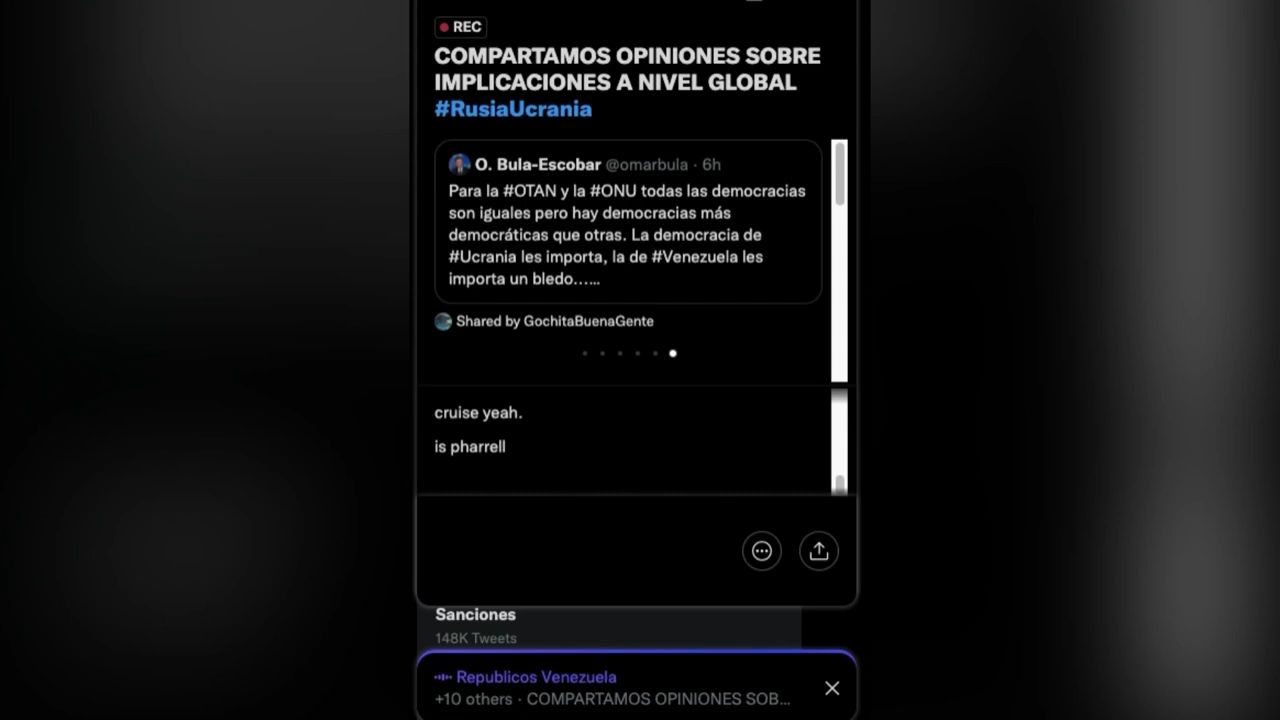 REC
COMPARTAMOS OPINIONES SOBRE
IMPLICACIONES A NIVEL GLOBAL
#RusiaUcrania
O. Bula-Escobar @omarbula · 6h
Para la #OTAN y la #ONU todas las democracias
son iguales pero hay democracias más
democráticas que otras. La democracia de
#Ucrania les importa, la de #Venezuela les
importa un bledo…...
Shared by GochitaBuenaGente
cruise yeah.
is pharrell
Sanciones
148K Tweets
Republicos Venezuela
+10 others · COMPARTAMOS OPINIONES SOB...